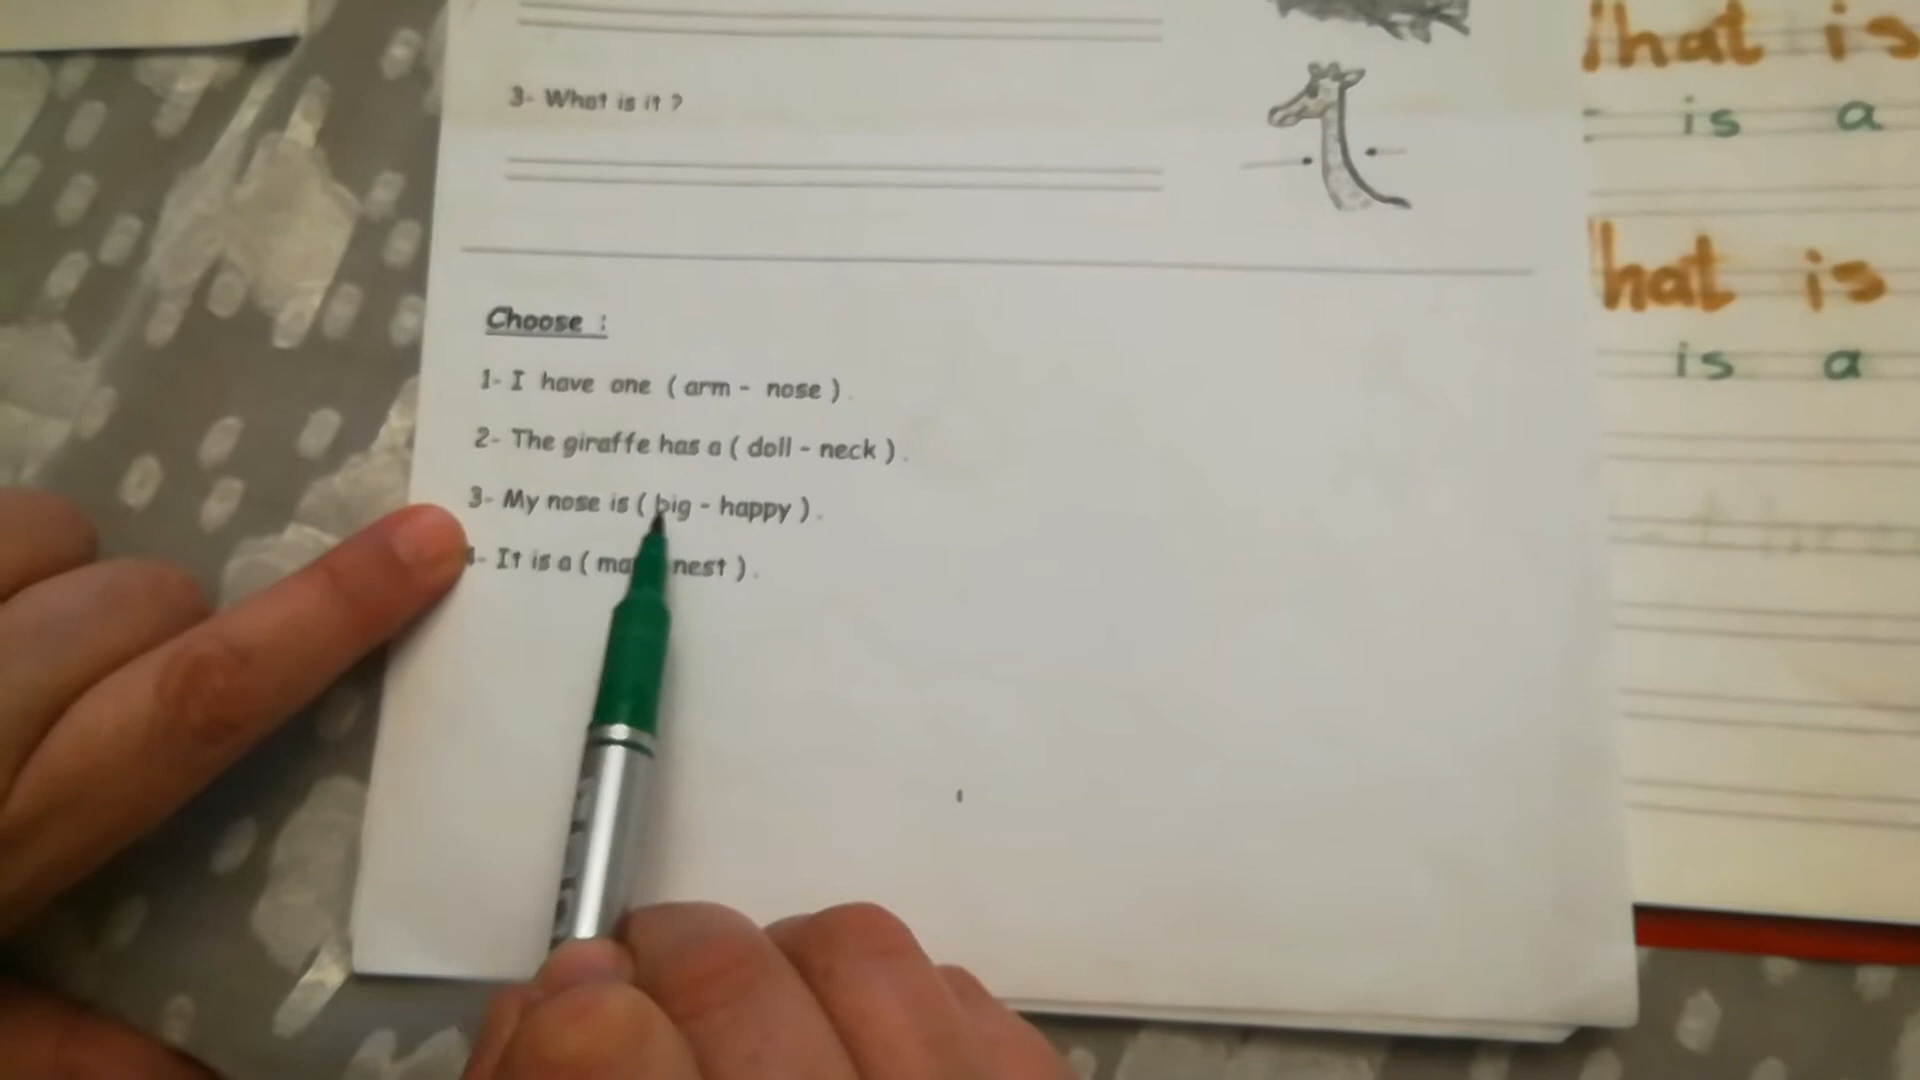 3- What is it ?
Choose :
1- I have one ( arm - nose ) .
2- The giraffe has a ( doll - neck ) .
3- My nose is ( big - happy ) .
4- It is a ( nest ) .
hat is
is a
hat is
is a